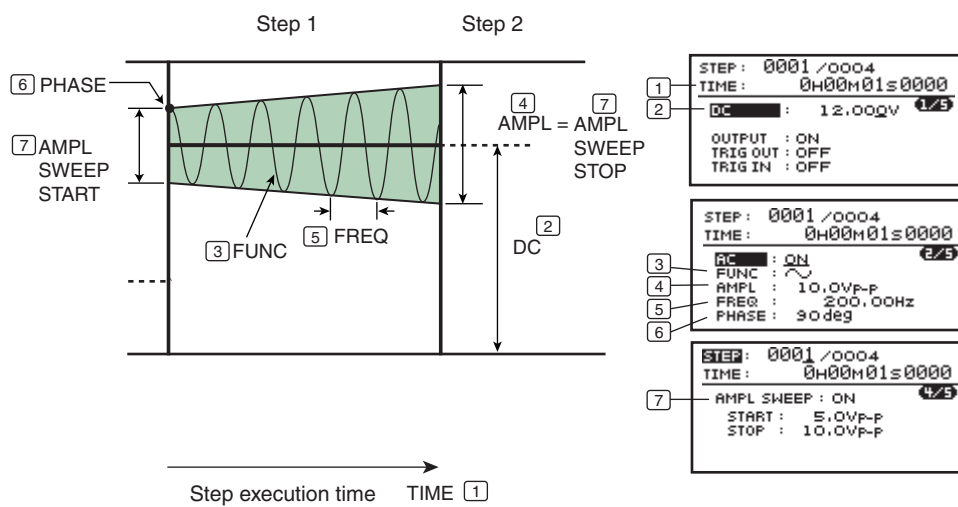 Step 1
Step 2
6 PHASE
7 AMPL
SWEEP
START
4
AMPL = AMPL
7
SWEEP
STOP
5 FREQ
3 FUNC
2
DC
Step execution time
TIME 1
STEP: 0001/0004
1
TIME: 0H00M01S0000
2
DC : 12.000V
1/5
OUTPUT : ON
TRIG OUT : OFF
TRIG IN : OFF
STEP: 0001/0004
TIME: 0H00M01S0000
AC : ON
2/5
3
FUNC :
4
AMPL : 10.0Vp-p
5
FREQ : 200.00Hz
6
PHASE : 90deg
STEP: 0001/0004
TIME: 0H00M01S0000
7
AMPL SWEEP : ON
4/5
START : 5.0Vp-p
STOP : 10.0Vp-p